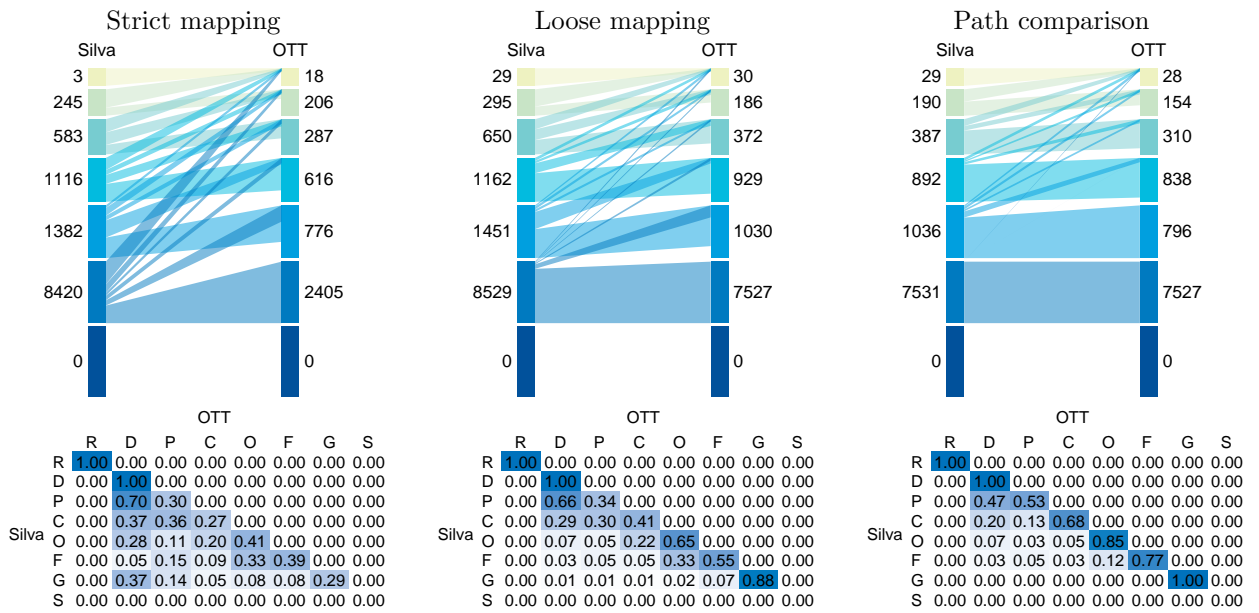 Strict mapping Loose mapping Path comparison
Silva OTT Silva OTT Silva OTT
3 18 29 30 29 28
245 206 295 186 190 154
583 287 650 372 387 310
1116 616 1162 929 892 838
1382 776 1451 1030 1036 796
8420 2405 8529 7527 7531 7527
0 0 0 0 0 0
OTT OTT OTT
R D P C O F G S R D P C O F G S R D P C O F G S
R 1.00 0.00 0.00 0.00 0.00 0.00 0.00 0.00 R 1.00 0.00 0.00 0.00 0.00 0.00 0.00 0.00 R 1.00 0.00 0.00 0.00 0.00 0.00 0.00 0.00
D 0.00 1.00 0.00 0.00 0.00 0.00 0.00 0.00 D 0.00 1.00 0.00 0.00 0.00 0.00 0.00 0.00 D 0.00 1.00 0.00 0.00 0.00 0.00 0.00 0.00
P 0.00 0.70 0.30 0.00 0.00 0.00 0.00 0.00 P 0.00 0.66 0.34 0.00 0.00 0.00 0.00 0.00 P 0.00 0.47 0.53 0.00 0.00 0.00 0.00 0.00
C 0.00 0.37 0.36 0.27 0.00 0.00 0.00 0.00 C 0.00 0.29 0.30 0.41 0.00 0.00 0.00 0.00 C 0.00 0.20 0.13 0.68 0.00 0.00 0.00 0.00
Silva Silva Silva
O 0.00 0.28 0.11 0.20 0.41 0.00 0.00 0.00 O 0.00 0.07 0.05 0.22 0.65 0.00 0.00 0.00 O 0.00 0.07 0.03 0.05 0.85 0.00 0.00 0.00
F 0.00 0.05 0.15 0.09 0.33 0.39 0.00 0.00 F 0.00 0.03 0.05 0.05 0.33 0.55 0.00 0.00 F 0.00 0.03 0.05 0.03 0.12 0.77 0.00 0.00
G 0.00 0.37 0.14 0.05 0.08 0.08 0.29 0.00 G 0.00 0.01 0.01 0.01 0.02 0.07 0.88 0.00 G 0.00 0.00 0.00 0.00 0.00 0.00 1.00 0.00
S 0.00 0.00 0.00 0.00 0.00 0.00 0.00 0.00 S 0.00 0.00 0.00 0.00 0.00 0.00 0.00 0.00 S 0.00 0.00 0.00 0.00 0.00 0.00 0.00 0.00